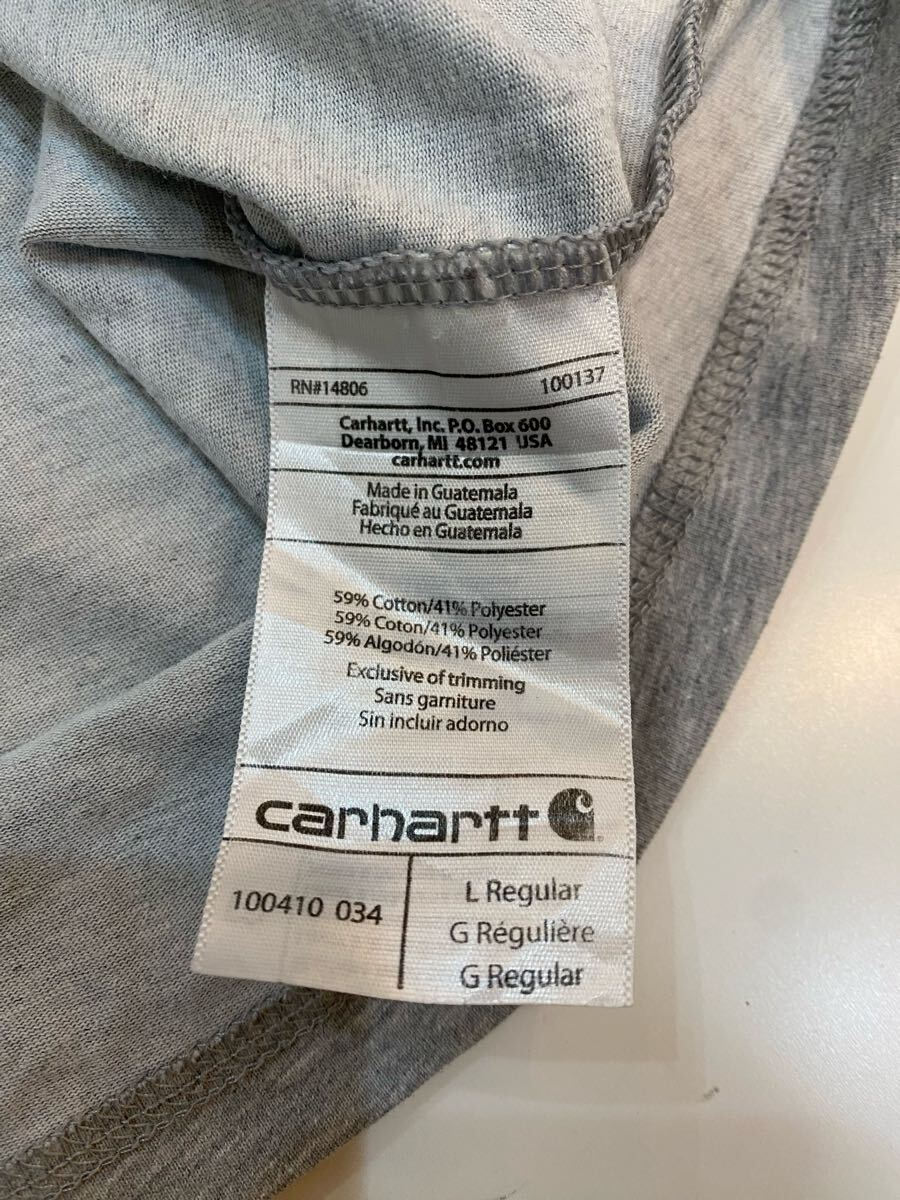 RN#14806 100137
Carhartt, Inc. P.O. Box 600
Dearborn, MI 48121 USA
carhartt.com
Made in Guatemala
Fabriqué au Guatemala
Hecho en Guatemala
59% Cotton/41% Polyester
59% Coton/41% Polyester
59% Algodón/41% Poliéster
Exclusive of trimming
Sans garniture
Sin incluir adorno
carhartt
100410 034
L Regular
G Régulière
G Regular